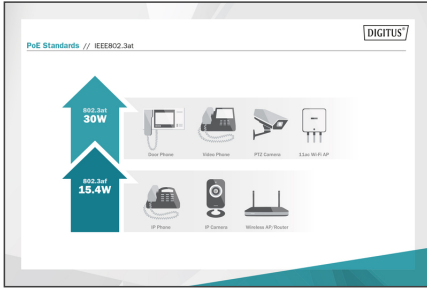 DIGITUS®
PoE Standards // IEEE802.3at
802.3at
30W
Door Phone
Video Phone
PTZ Camera
11ac Wi-Fi AP
802.3af
15.4W
IP Phone
IP Camera
Wireless AP/Router